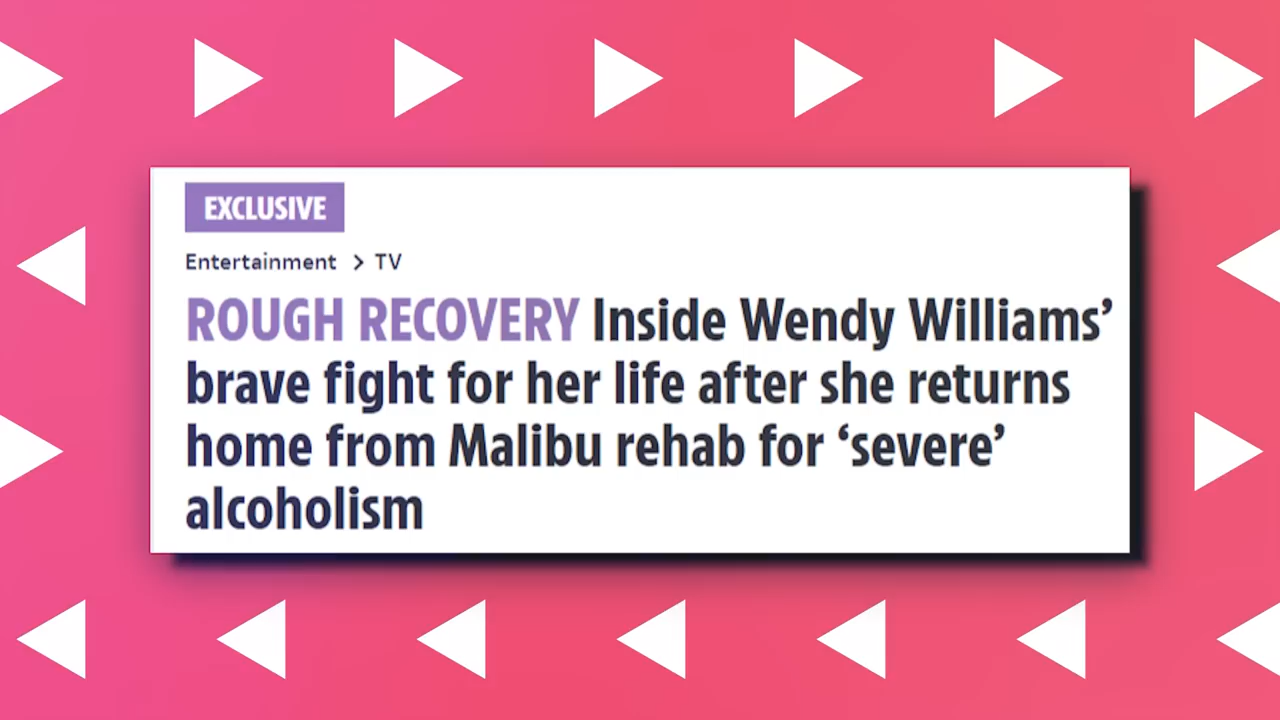 EXCLUSIVE
Entertainment > TV
ROUGH RECOVERY Inside Wendy Williams’
brave fight for her life after she returns
home from Malibu rehab for ‘severe’
alcoholism